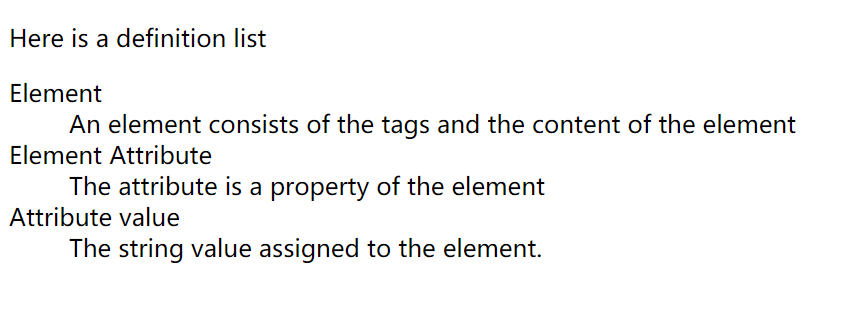 Here is a definition list
Element
An element consists of the tags and the content of the element
Element Attribute
The attribute is a property of the element
Attribute value
The string value assigned to the element.